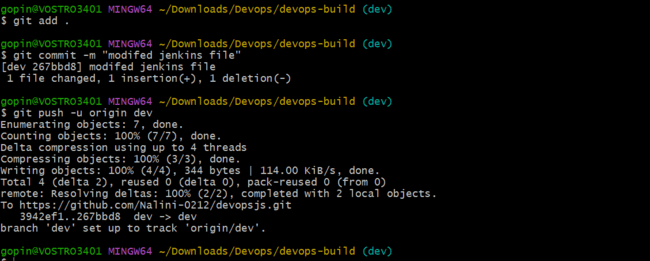 gopin@VOSTRO3401 MINGW64 ~/Downloads/Devops/devops-build (dev)
$ git add .
gopin@VOSTRO3401 MINGW64 ~/Downloads/Devops/devops-build (dev)
$ git commit -m "modifed jenkins file"
[dev 267bbd8] modifed jenkins file
1 file changed, 1 insertion(+), 1 deletion(-)
gopin@VOSTRO3401 MINGW64 ~/Downloads/Devops/devops-build (dev)
$ git push -u origin dev
Enumerating objects: 7, done.
Counting objects: 100% (7/7), done.
Delta compression using up to 4 threads
Compressing objects: 100% (3/3), done.
Writing objects: 100% (4/4), 344 bytes | 114.00 KiB/s, done.
Total 4 (delta 2), reused 0 (delta 0), pack-reused 0 (from 0)
remote: Resolving deltas: 100% (2/2), completed with 2 local objects.
To https://github.com/Nalini-0212/devopsjs.git
3942ef1..267bbd8  dev -> dev
branch 'dev' set up to track 'origin/dev'.
gopin@VOSTRO3401 MINGW64 ~/Downloads/Devops/devops-build (dev)
$